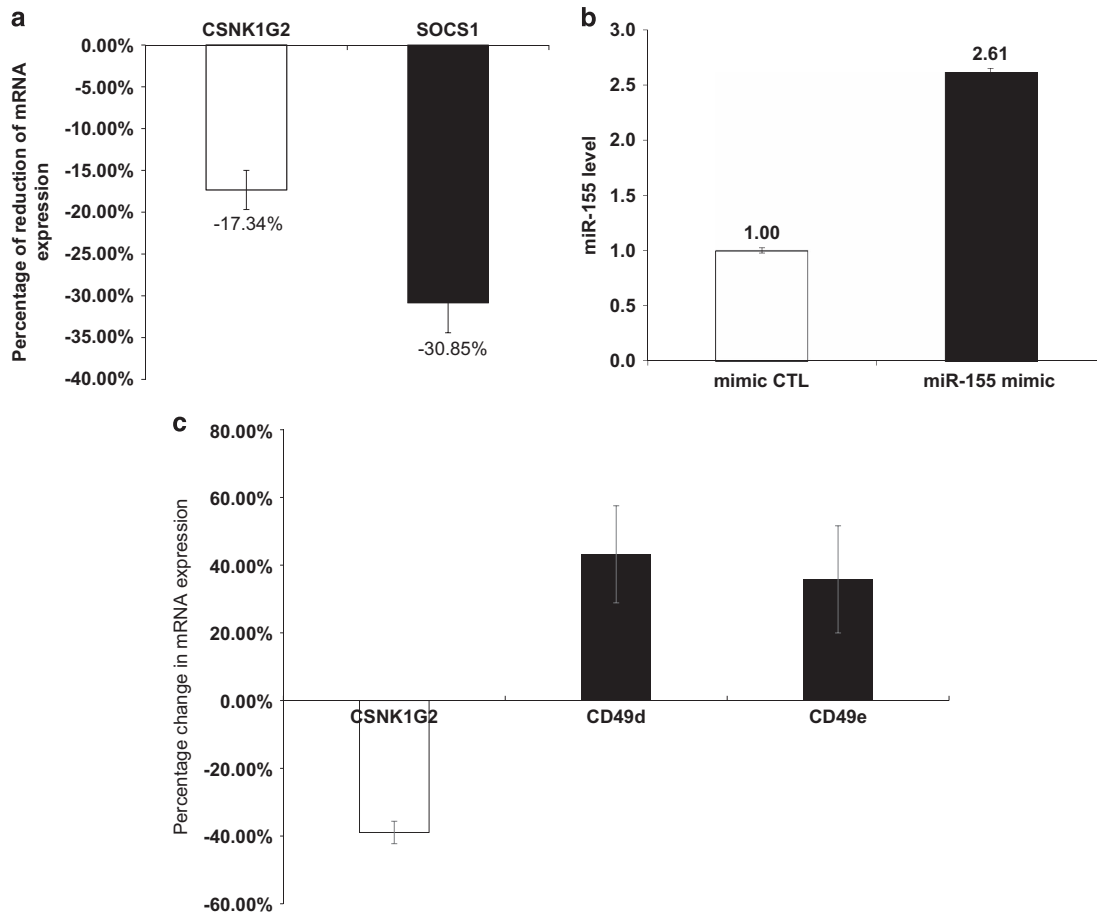 a
CSNK1G2 SOCS1
Percentage of reduction of mRNA
expression
0.00%
-5.00%
-10.00%
-15.00%
-20.00%
-25.00%
-30.00%
-35.00%
-40.00%
-17.34%
-30.85%
b
miR-155 level
3.0
2.5
2.0
1.5
1.0
0.5
0.0
1.00
2.61
mimic CTL miR-155 mimic
c
Percentage change in mRNA expression
80.00%
60.00%
40.00%
20.00%
0.00%
-20.00%
-40.00%
-60.00%
CSNK1G2 CD49d CD49e